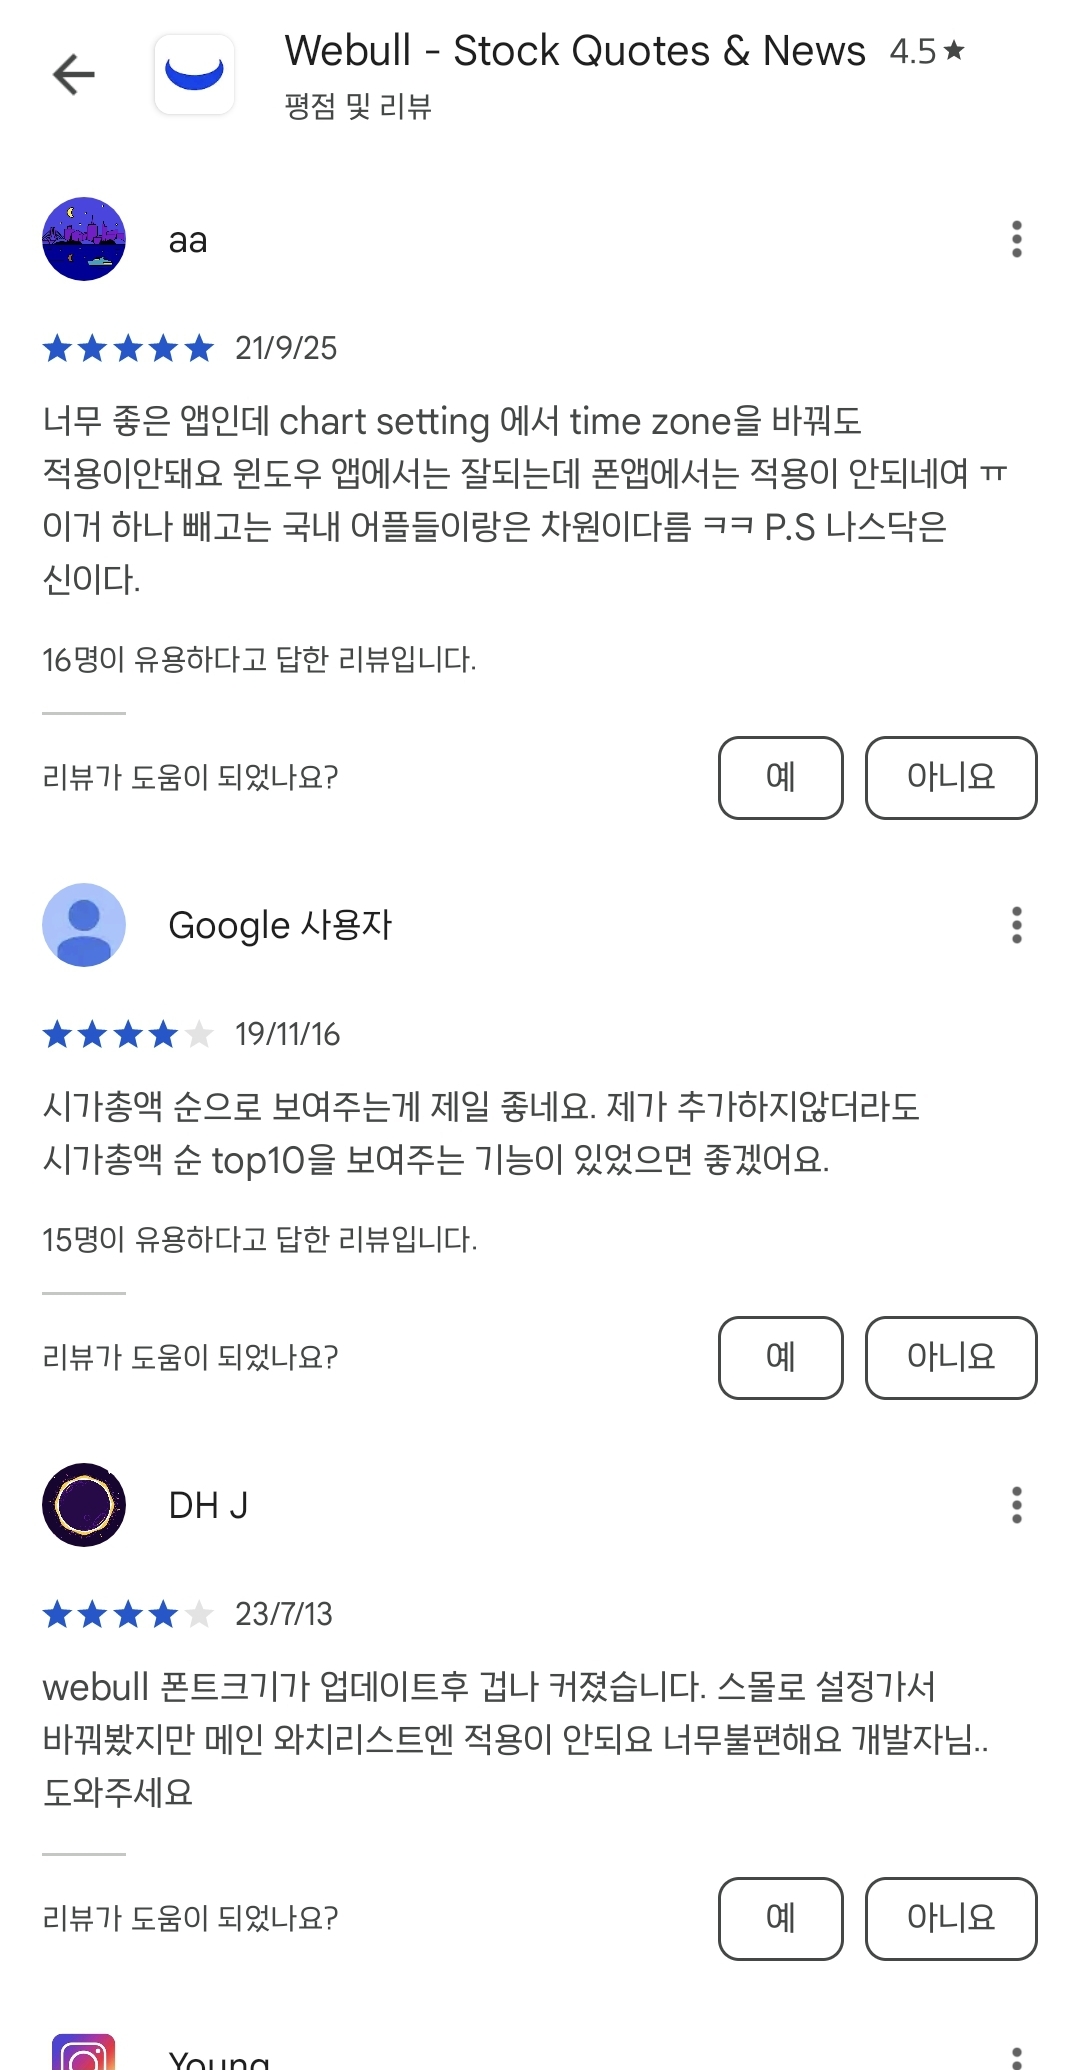 Webull - Stock Quotes & News 4.5★
평점 및 리뷰
aa
21/9/25
너무 좋은 앱인데 chart setting 에서 time zone을 바꿔도
적용이안돼요 윈도우 앱에서는 잘되는데 폰앱에서는 적용이 안되네여 ㅠ
이거 하나 빼고는 국내 어플들이랑은 차원이다름 ㅋㅋ P.S 나스닥은
신이다.
16명이 유용하다고 답한 리뷰입니다.
리뷰가 도움이 되었나요? 예 아니요
Google 사용자
19/11/16
시가총액 순으로 보여주는게 제일 좋네요. 제가 추가하지않더라도
시가총액 순 top10을 보여주는 기능이 있었으면 좋겠어요.
15명이 유용하다고 답한 리뷰입니다.
리뷰가 도움이 되었나요? 예 아니요
DH J
23/7/13
webull 폰트크기가 업데이트후 겁나 커졌습니다. 스몰로 설정가서
바꿔봤지만 메인 와치리스트엔 적용이 안되요 너무불편해요 개발자님..
도와주세요
리뷰가 도움이 되었나요? 예 아니요
Young